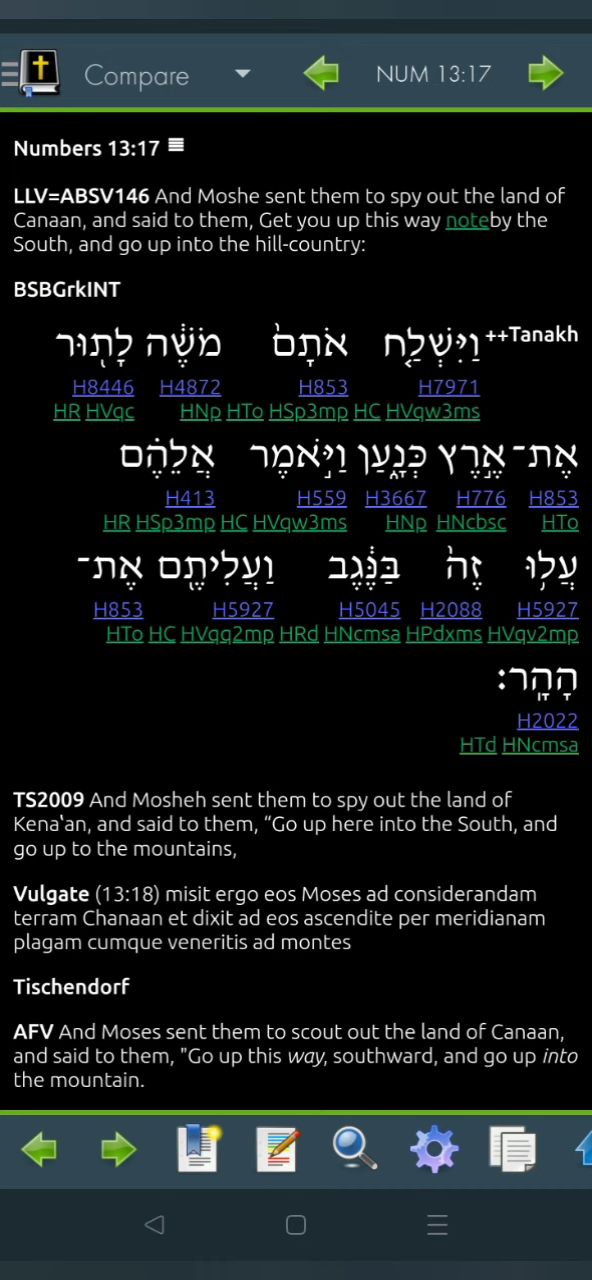 Compare
NUM 13:17
Numbers 13:17
LLV=ABSV146 And Moshe sent them to spy out the land of
Canaan, and said to them, Get you up this way noteby the
South, and go up into the hill-country:
BSBGrkINT
++Tanakh וַיִּשְׁלַ֤ח אֹתָם֙ מֹשֶׁ֔ה לָת֖וּר
H8446 H4872 H853 H7971
HR HVqc HNp HTo HSp3mp HC HVqw3ms
אֶת־ אֶ֣רֶץ כְּנָ֑עַן וַיֹּ֣אמֶר אֲלֵהֶ֗ם
H413 H559 H3667 H776 H853
HR HSp3mp HC HVqw3ms HNp HNcbsc HTo
עֲל֥וּ זֶה֙ בַּנֶּ֔גֶב וַעֲלִיתֶ֖ם אֶת־
H853 H5927 H5045 H2088 H5927
HTo HC HVqq2mp HRd HNcmsa HPdxms HVqv2mp
הָהָֽר׃
H2022
HTd HNcmsa
TS2009 And Mosheh sent them to spy out the land of
Kenaʽan, and said to them, “Go up here into the South, and
go up to the mountains,
Vulgate (13:18) misit ergo eos Moses ad considerandam
terram Chanaan et dixit ad eos ascendite per meridianam
plagam cumque veneritis ad montes
Tischendorf
AFV And Moses sent them to scout out the land of Canaan,
and said to them, "Go up this way, southward, and go up into
the mountain.